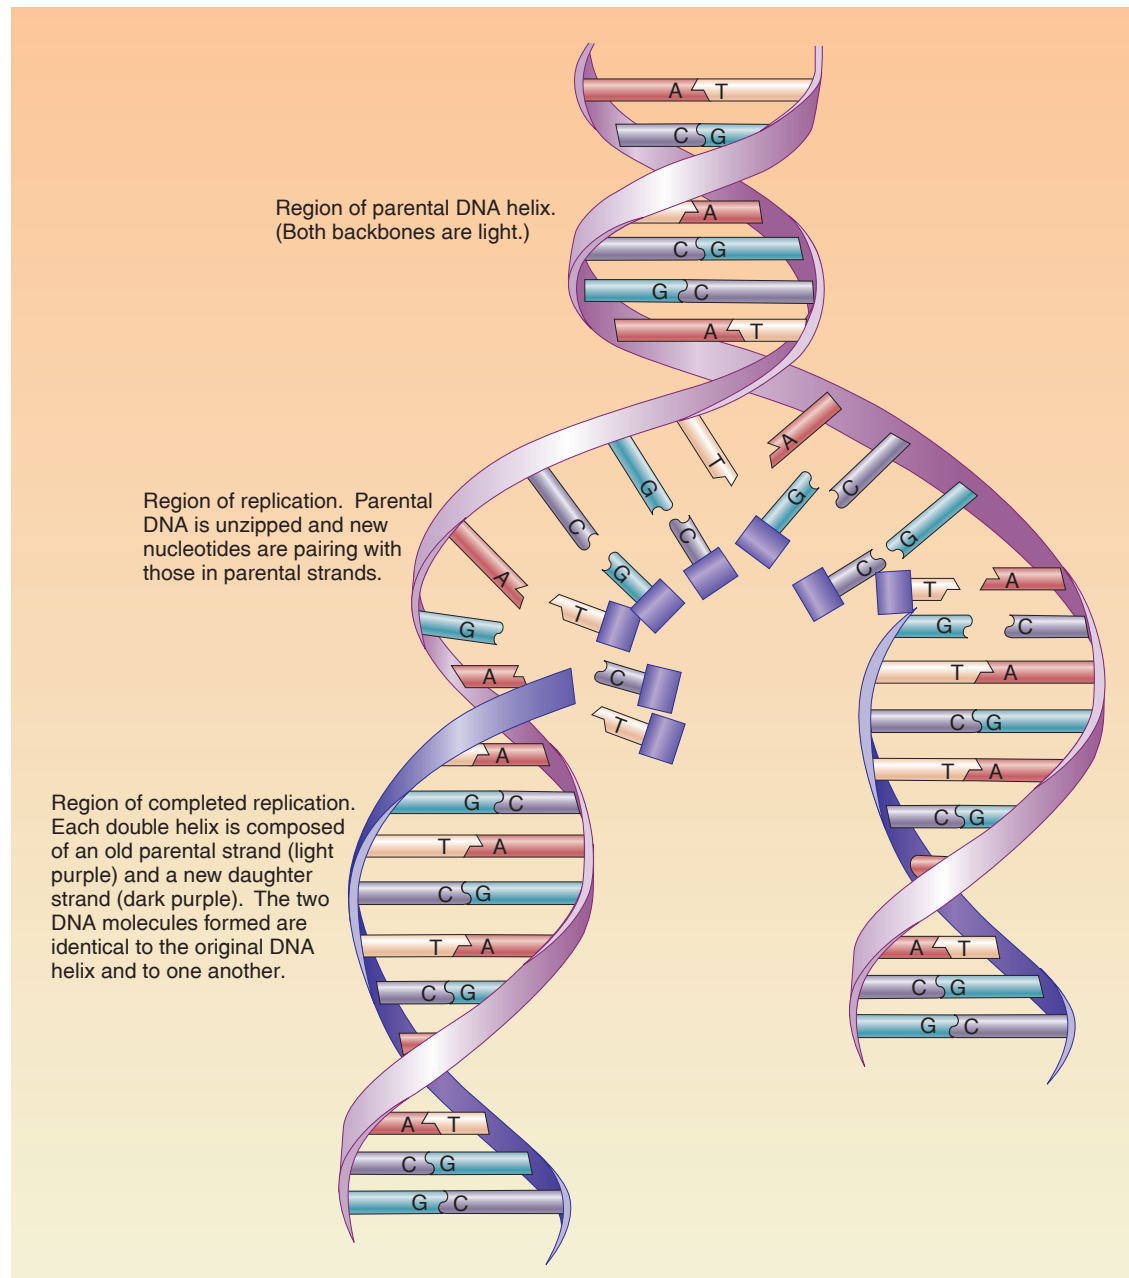 A T
C G
A
Region of parental DNA helix.
(Both backbones are light.)
C G
G C
A T
T A
G C G C
Region of replication. Parental
DNA is unzipped and new
nucleotides are pairing with
those in parental strands.
C C G
A G C
T A
T
G G C
A C
T A
T C G
A
T A
G C
C G
Region of completed replication.
Each double helix is composed
of an old parental strand (light
purple) and a new daughter
strand (dark purple). The two
DNA molecules formed are
identical to the original DNA
helix and to one another.
T A
C G
T A
A T
C G
C G
G C
A T
C G
G C